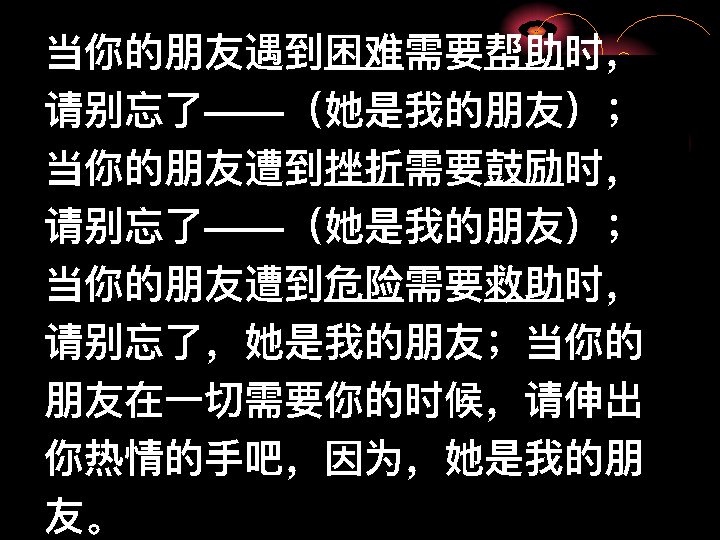 当你的朋友遇到困难需要帮助时，
请别忘了——（她是我的朋友）；
当你的朋友遭到挫折需要鼓励时，
请别忘了——（她是我的朋友）；
当你的朋友遭到危险需要救助时，
请别忘了，她是我的朋友；当你的
朋友在一切需要你的时候，请伸出
你热情的手吧，因为，她是我的朋
友。